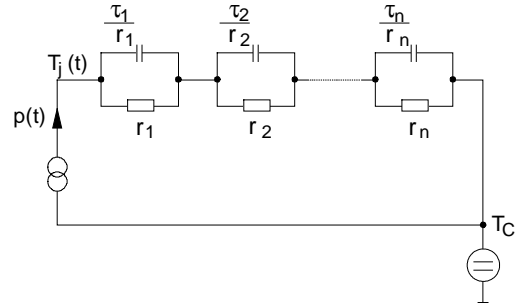 τ1 τ2 τn
r1 r2 rn
Tj (t)
r1 r2 rn
p(t)
TC